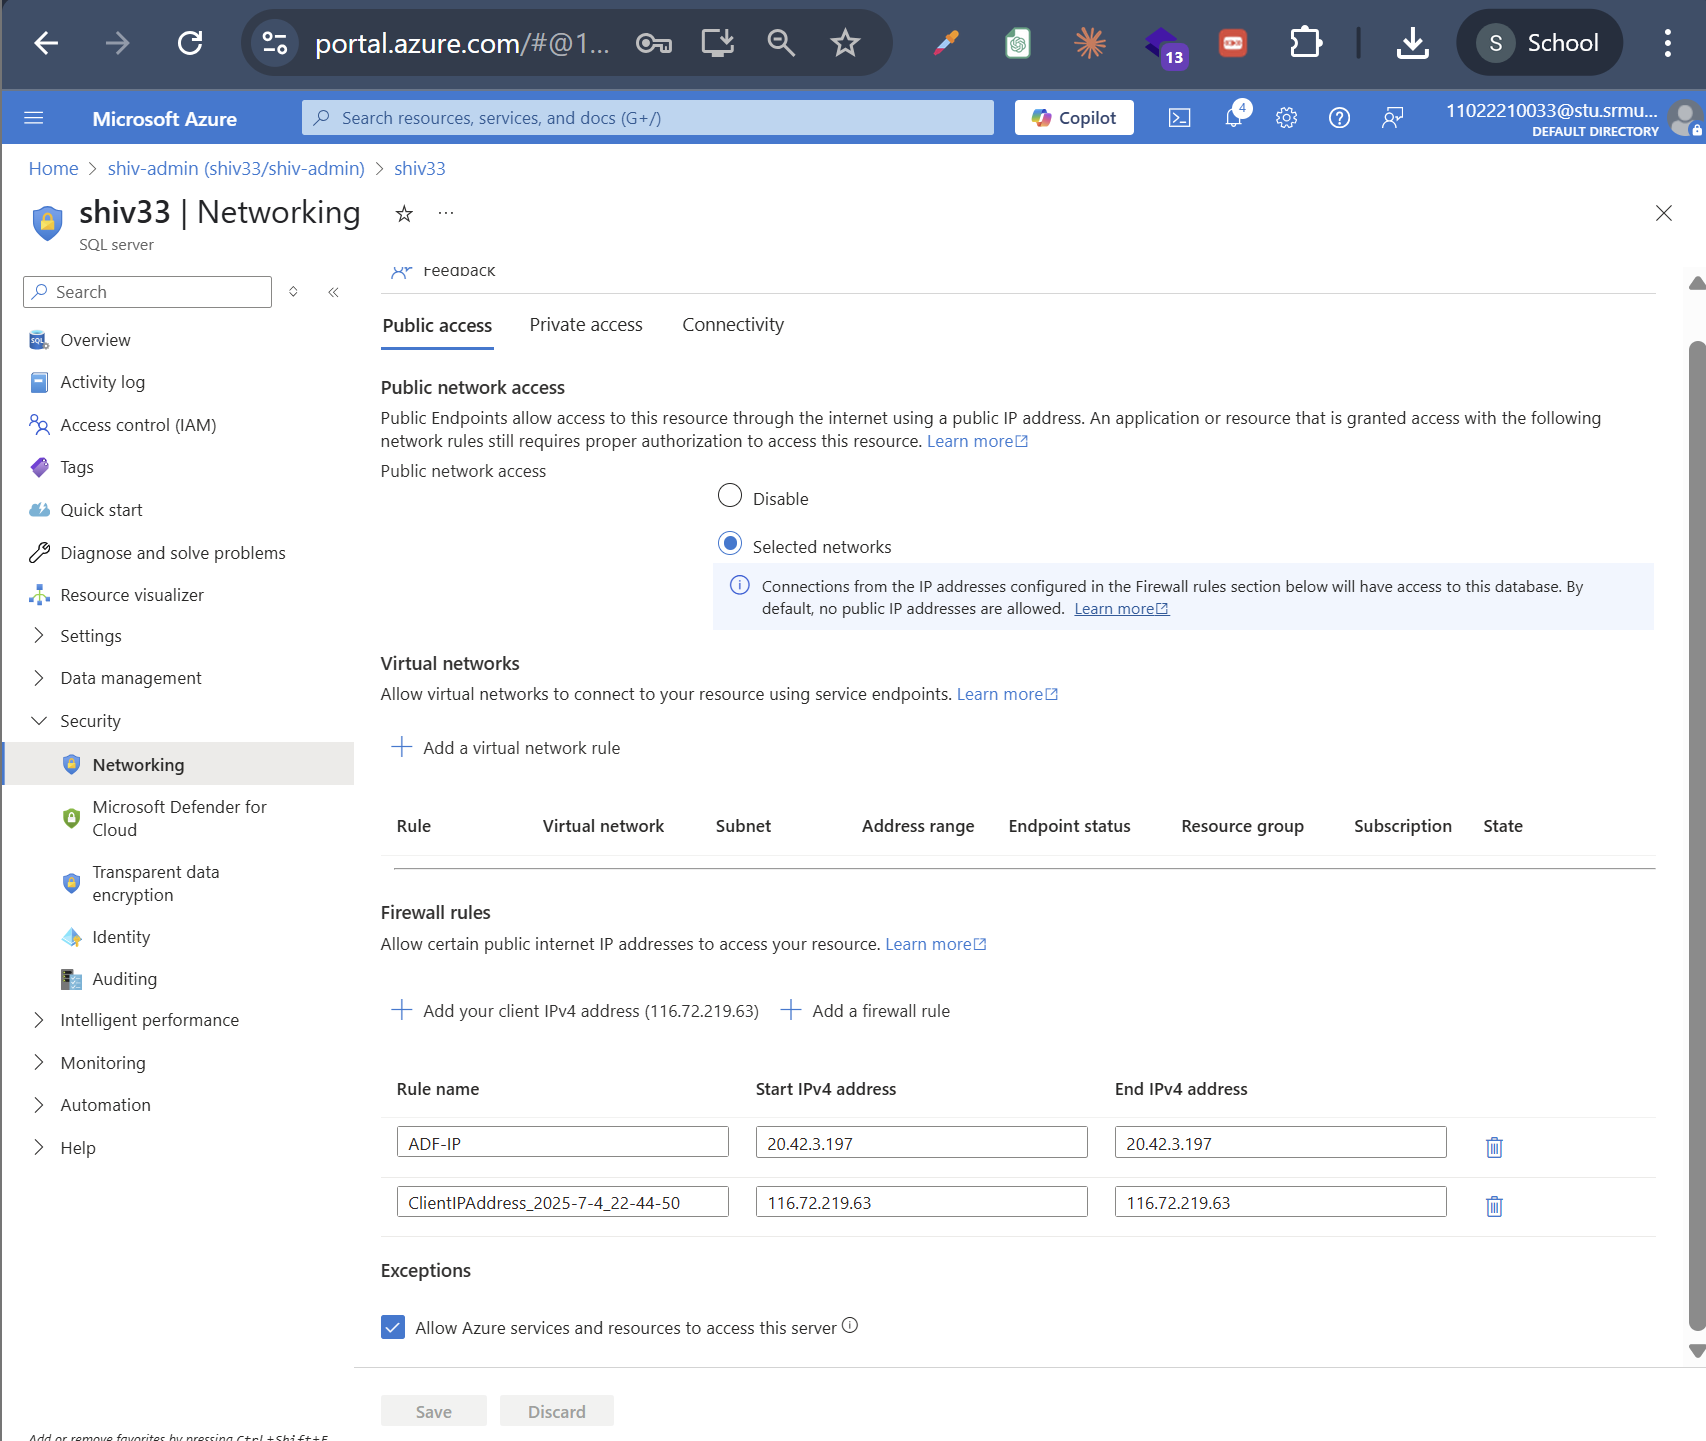 portal.azure.com/#@1...
13
S School
Microsoft Azure
Search resources, services, and docs (G+/)
Copilot
4
11022210033@stu.srmu...
DEFAULT DIRECTORY
Home > shiv-admin (shiv33/shiv-admin) > shiv33
shiv33 | Networking
SQL server
Search
Overview
Activity log
Access control (IAM)
Tags
Quick start
Diagnose and solve problems
Resource visualizer
Settings
Data management
Security
Networking
Microsoft Defender for
Cloud
Transparent data
encryption
Identity
Auditing
Intelligent performance
Monitoring
Automation
Help
Add or remove favorites by pressing Ctrl+Shift+F
Feedback
Public access Private access Connectivity
Public network access
Public Endpoints allow access to this resource through the internet using a public IP address. An application or resource that is granted access with the following
network rules still requires proper authorization to access this resource. Learn more
Public network access
Disable
Selected networks
Connections from the IP addresses configured in the Firewall rules section below will have access to this database. By
default, no public IP addresses are allowed. Learn more
Virtual networks
Allow virtual networks to connect to your resource using service endpoints. Learn more
Add a virtual network rule
Rule Virtual network Subnet Address range Endpoint status Resource group Subscription State
Firewall rules
Allow certain public internet IP addresses to access your resource. Learn more
Add your client IPv4 address (116.72.219.63) Add a firewall rule
Rule name Start IPv4 address End IPv4 address
ADF-IP 20.42.3.197 20.42.3.197
ClientIPAddress_2025-7-4_22-44-50 116.72.219.63 116.72.219.63
Exceptions
Allow Azure services and resources to access this server
Save Discard